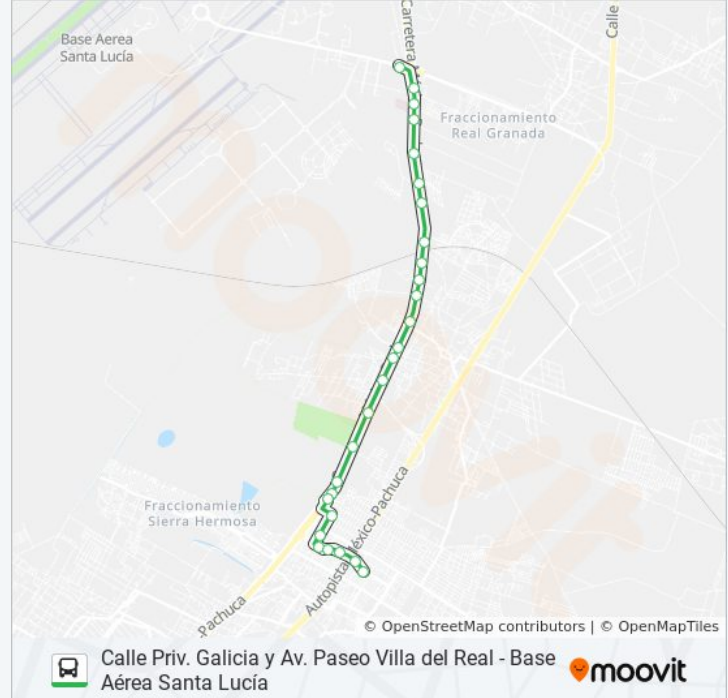 Base Aerea
Santa Lucía
Carretera M
Calle
Fraccionamiento
Real Granada
Fraccionamiento
Sierra Hermosa
Autopista México-Pachuca
-Pachuca
© OpenStreetMap contributors | © OpenMapTiles
Calle Priv. Galicia y Av. Paseo Villa del Real - Base
Aérea Santa Lucía
moovit